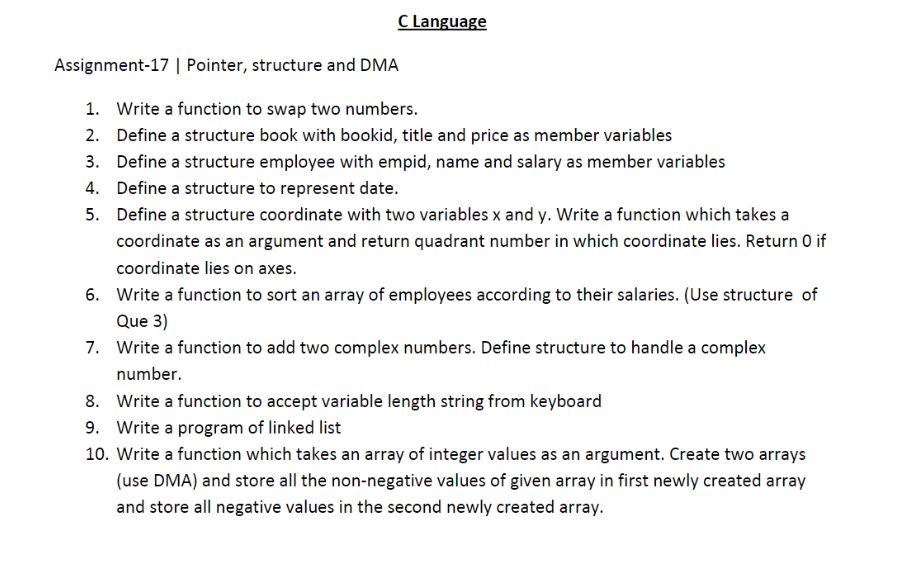 C Language
Assignment-17 | Pointer, structure and DMA
1. Write a function to swap two numbers.
2. Define a structure book with bookid, title and price as member variables
3. Define a structure employee with empid, name and salary as member variables
4. Define a structure to represent date.
5. Define a structure coordinate with two variables x and y. Write a function which takes a
coordinate as an argument and return quadrant number in which coordinate lies. Return 0 if
coordinate lies on axes.
6. Write a function to sort an array of employees according to their salaries. (Use structure of
Que 3)
7. Write a function to add two complex numbers. Define structure to handle a complex
number.
8. Write a function to accept variable length string from keyboard
9. Write a program of linked list
10. Write a function which takes an array of integer values as an argument. Create two arrays
(use DMA) and store all the non-negative values of given array in first newly created array
and store all negative values in the second newly created array.